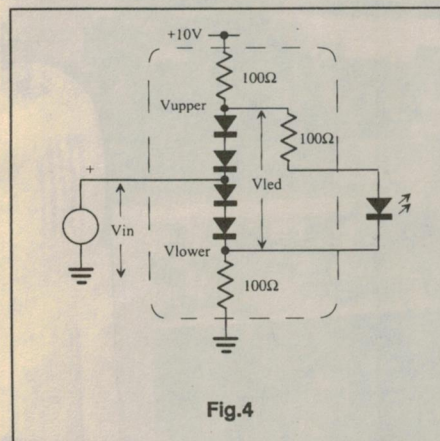 +10V
100Ω
Vupper
100Ω
+
Vin
Vled
Vlower
100Ω
Fig.4